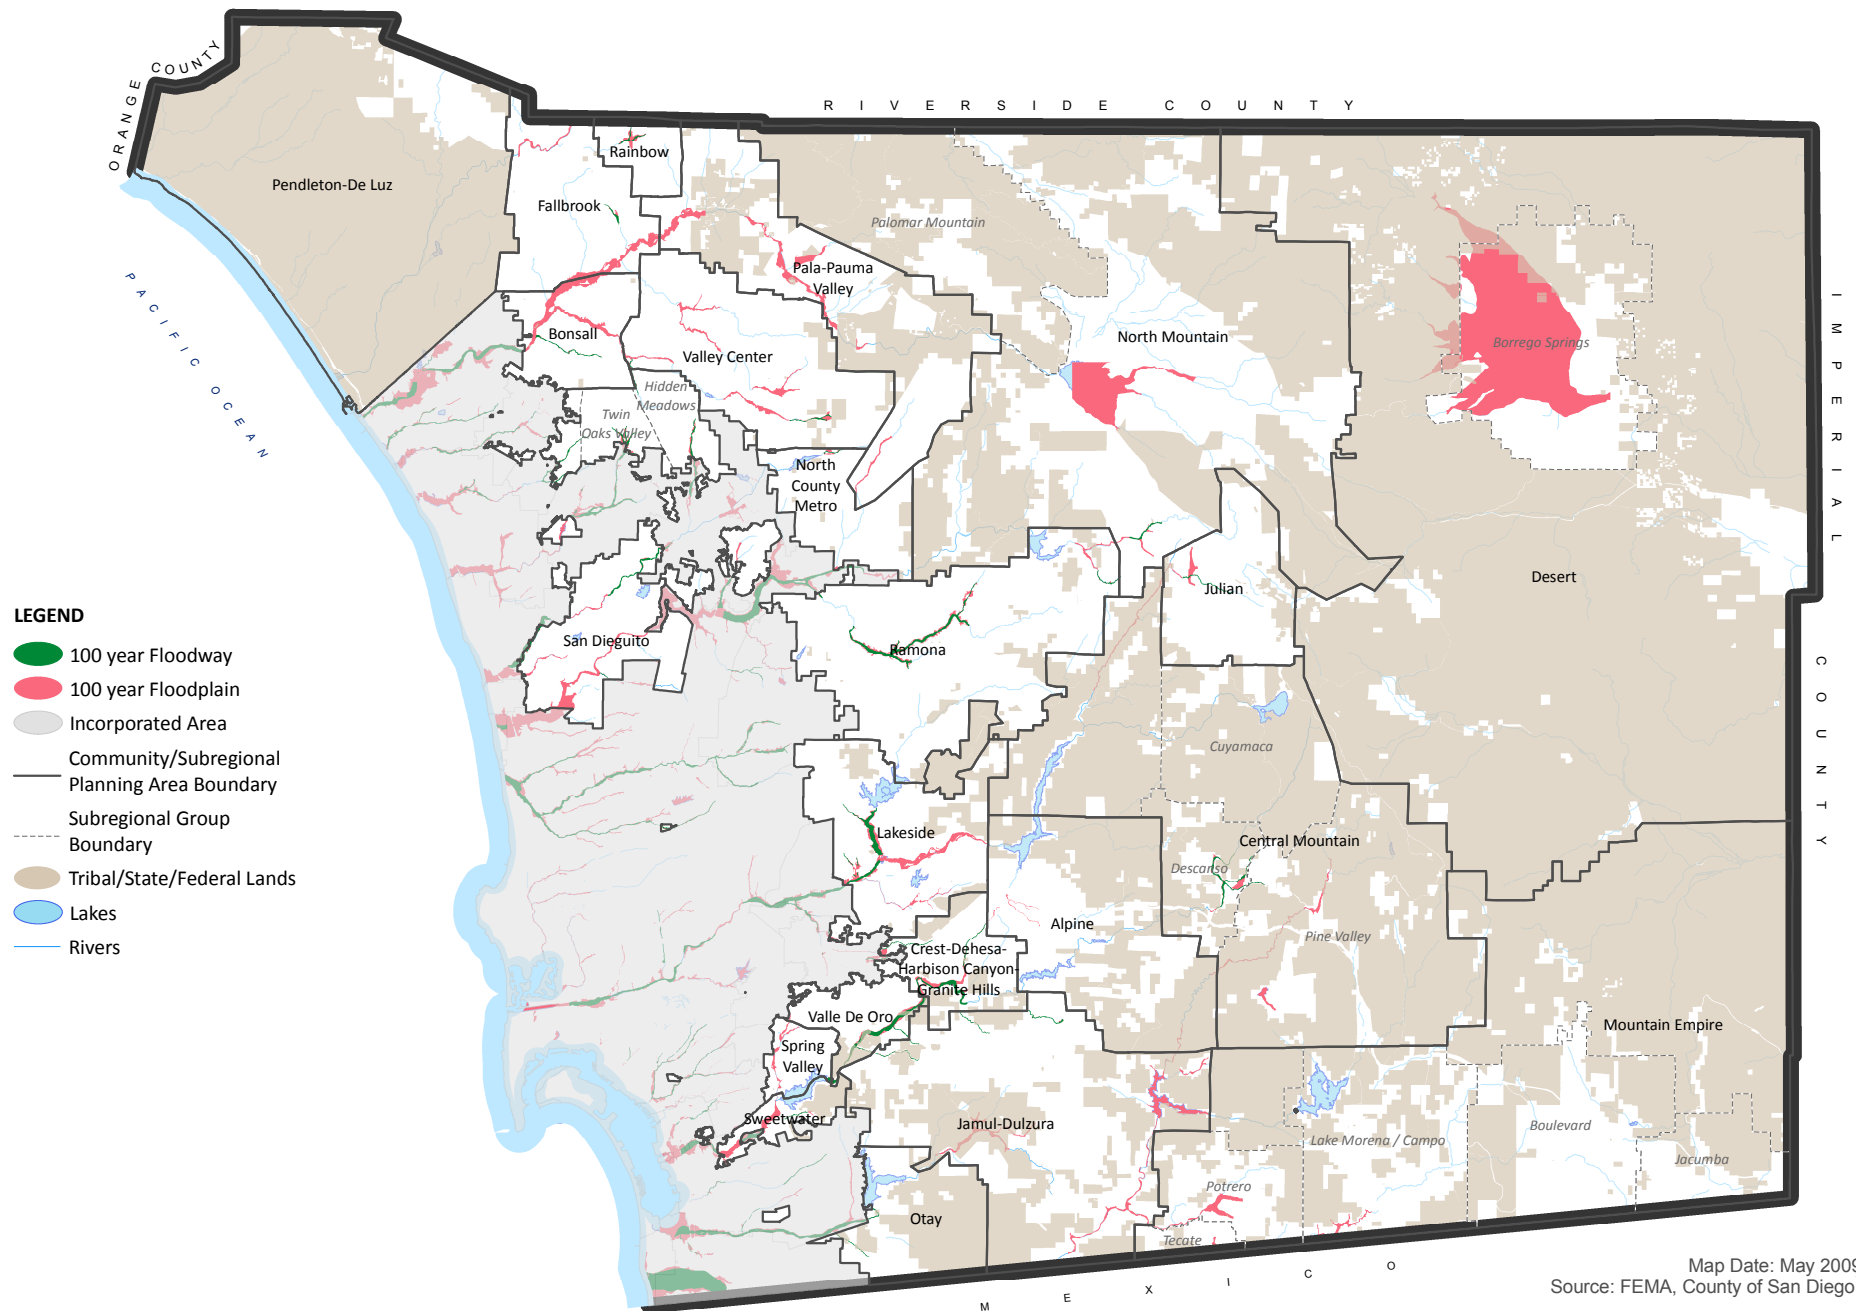 ORANGE COUNTY
RIVERSIDE COUNTY
Rainbow
Pendleton-De Luz
Fallbrook
Palomar Mountain
Pala-Pauma
Valley
PACIFIC OCEAN
IMPERIAL
COUNTY
Bonsall
North Mountain
Borrego Springs
Valley Center
Hidden
Meadows
Twin
Oaks Valley
North
County
Metro
Desert
Julian
LEGEND
100 year Floodway
100 year Floodplain
Incorporated Area
Community/Subregional
Planning Area Boundary
Subregional Group
Boundary
Tribal/State/Federal Lands
Lakes
Rivers
San Dieguito
Ramona
Cuyamaca
Lakeside
Central Mountain
Descanso
Alpine
Pine Valley
Crest-Dehesa-
Harbison Canyon-
Granite Hills
Valle De Oro
Mountain Empire
Spring
Valley
Sweetwater
Jamul-Dulzura
Lake Morena / Campo
Boulevard
Jacumba
Potrero
Otay
Tecate
MEXICO
Map Date: May 2009
Source: FEMA, County of San Diego